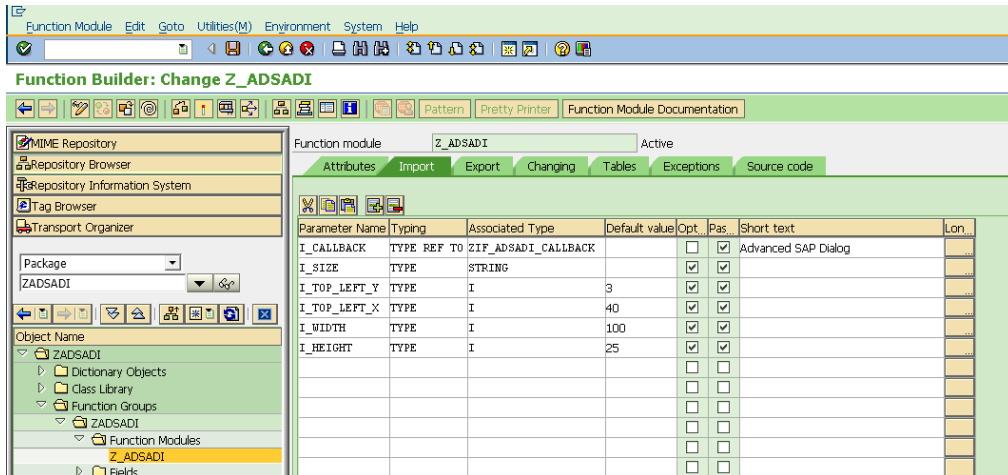 Function Module Edit Goto Utilities(M) Environment System Help
Function Builder: Change Z_ADSADI
Pattern Pretty Printer Function Module Documentation
MIME Repository
Repository Browser
Repository Information System
Tag Browser
Transport Organizer
Package
ZADSADI
Object Name
ZADSADI
Dictionary Objects
Class Library
Function Groups
ZADSADI
Function Modules
Z_ADSADI
Fields
Function module Z_ADSADI Active
Attributes Import Export Changing Tables Exceptions Source code
Parameter Name Typing Associated Type Default value Opt... Pas... Short text Lon...
I_CALLBACK TYPE REF TO ZIF_ADSADI_CALLBACK Advanced SAP Dialog
I_SIZE TYPE STRING
I_TOP_LEFT_Y TYPE I 3
I_TOP_LEFT_X TYPE I 40
I_WIDTH TYPE I 100
I_HEIGHT TYPE I 25